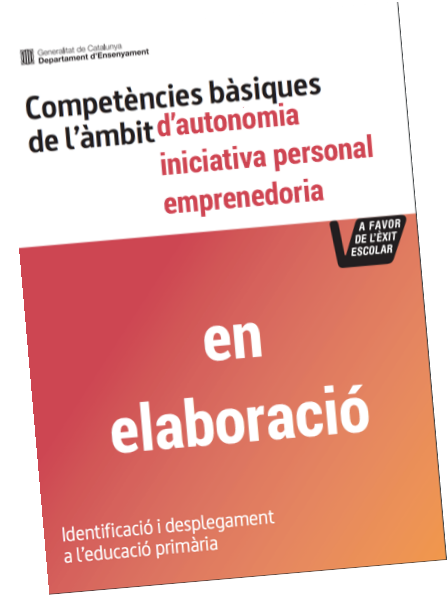 Generalitat de Catalunya
Departament d'Ensenyament
Competències bàsiques
de l'àmbit d'autonomia
iniciativa personal
emprenedoria
A FAVOR
DE L'ÈXIT
ESCOLAR
en
elaboració
Identificació i desplegament
a l'educació primària